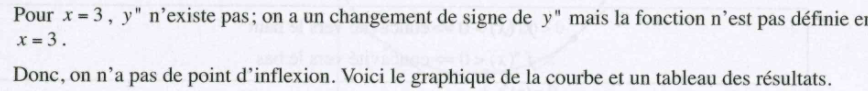 Pour x = 3, y" n'existe pas; on a un changement de signe de y" mais la fonction n'est pas définie en
x = 3.
Donc, on n'a pas de point d'inflexion. Voici le graphique de la courbe et un tableau des résultats.